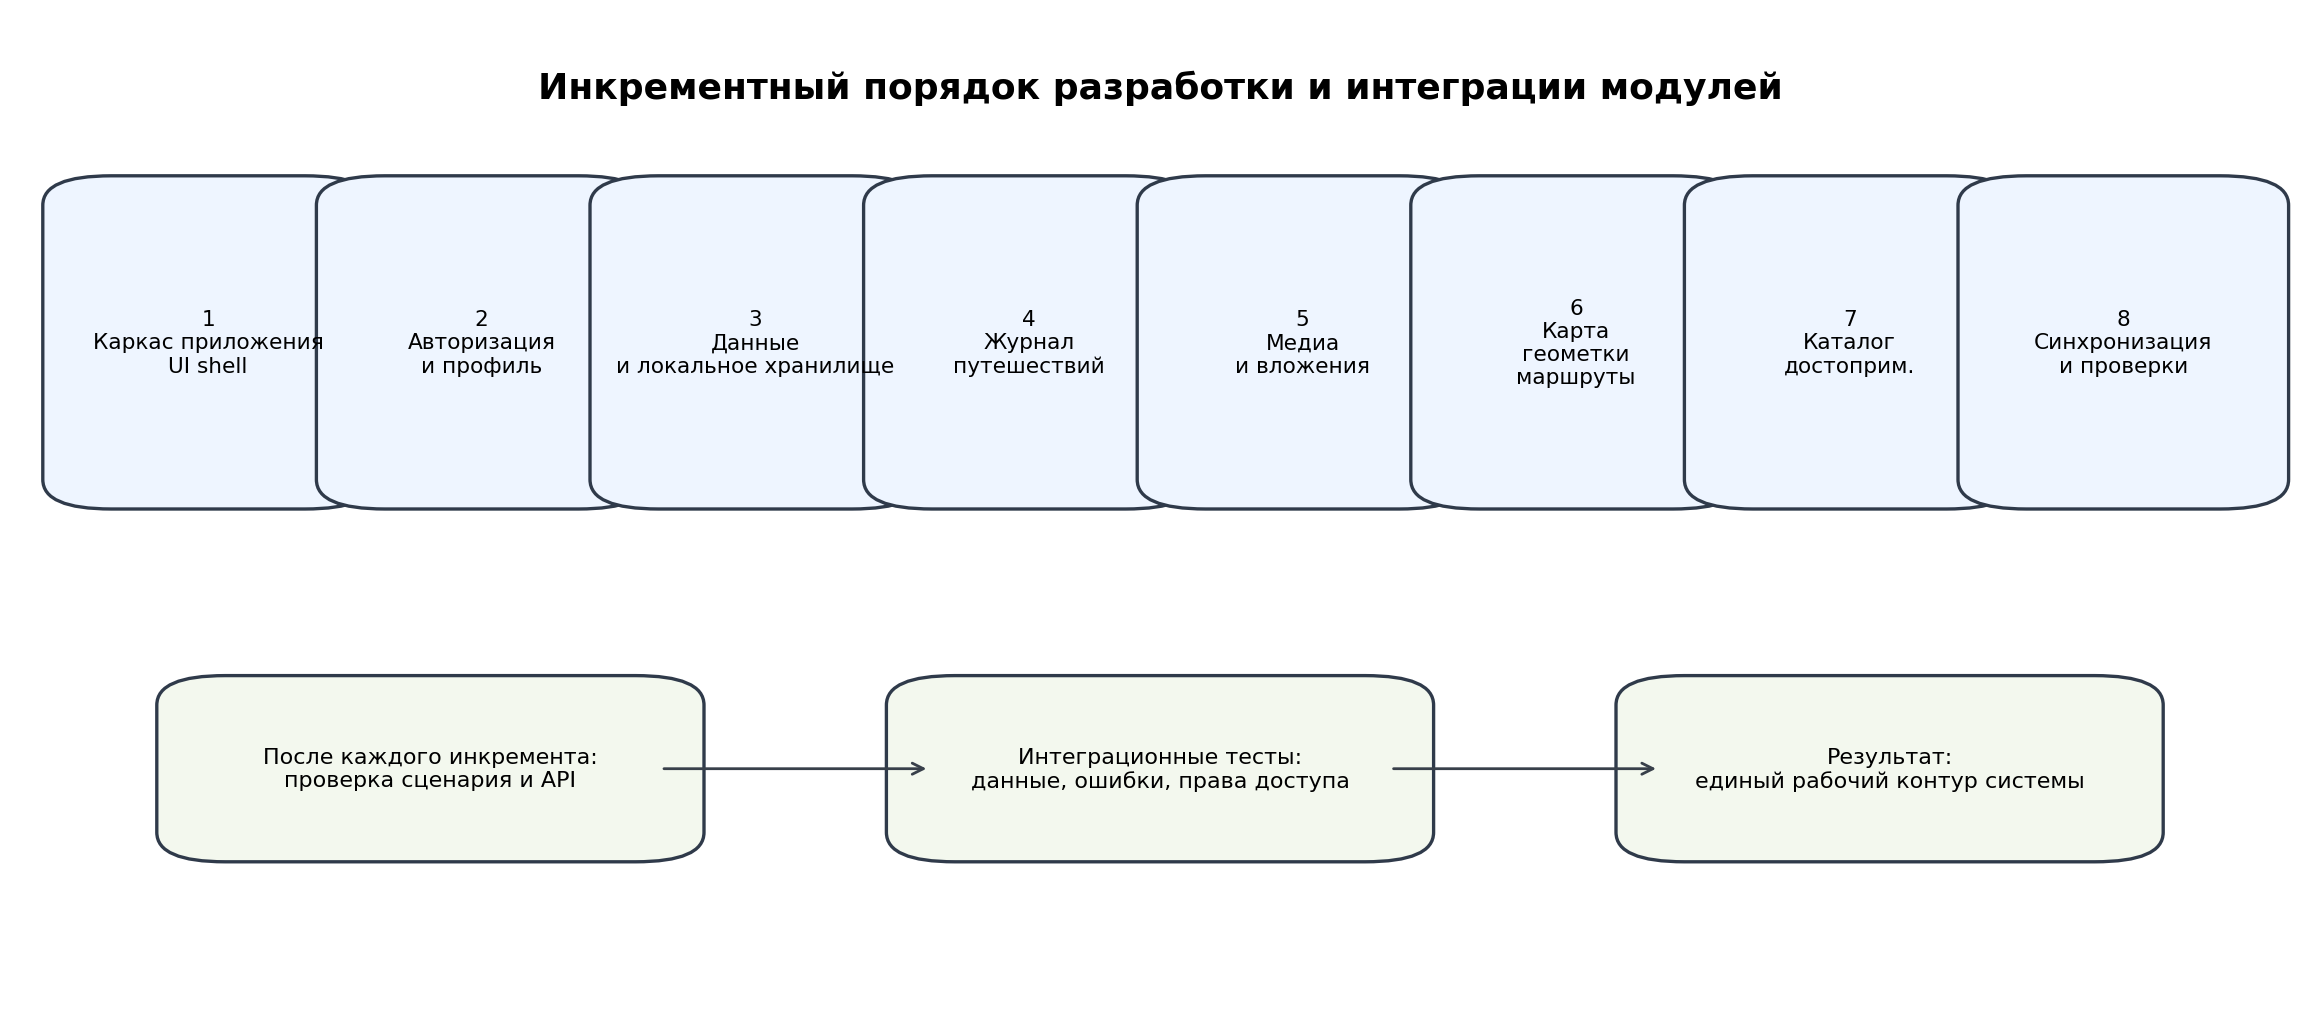 Инкрементный порядок разработки и интеграции модулей
1
Каркас приложения
UI shell
2
Авторизация
и профиль
3
Данные
и локальное хранилище
4
Журнал
путешествий
5
Медиа
и вложения
6
Карта
геометки
маршруты
7
Каталог
достоприм.
8
Синхронизация
и проверки
После каждого инкремента:
проверка сценария и API
Интеграционные тесты:
данные, ошибки, права доступа
Результат:
единый рабочий контур системы